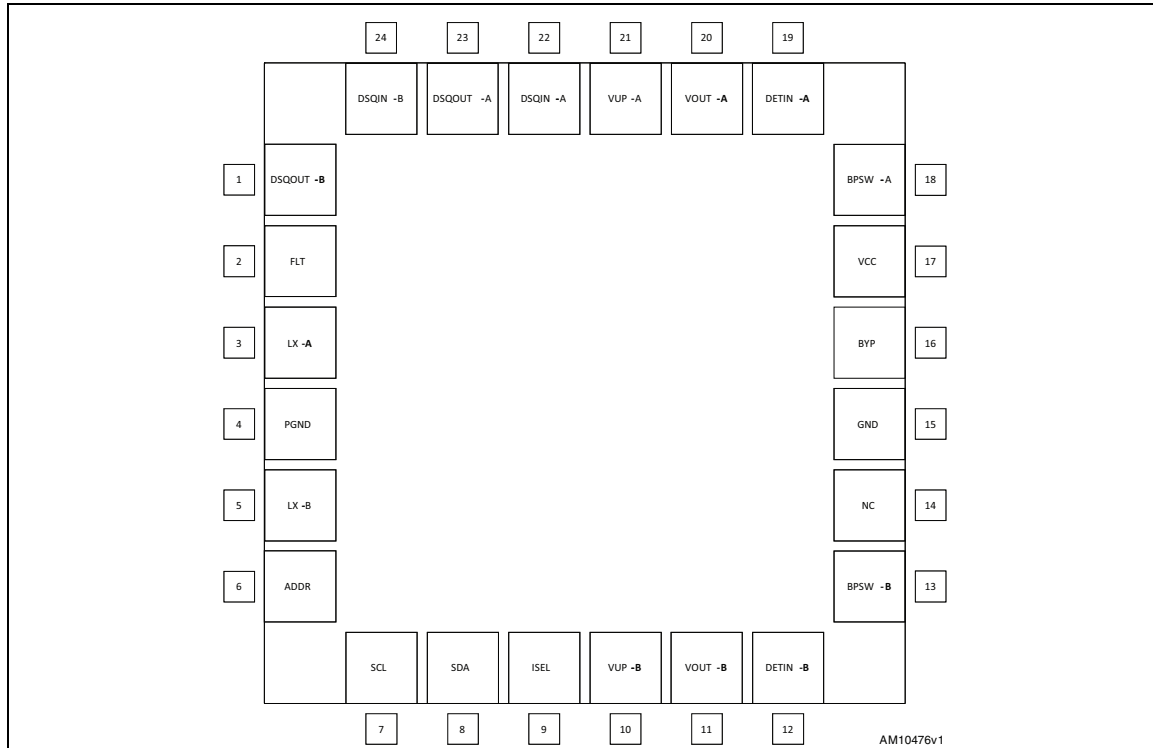 24 23 22 21 20 19
DSQIN -B DSQOUT -A DSQIN -A VUP -A VOUT -A DETIN -A
1 DSQOUT -B BPSW -A 18
2 FLT VCC 17
3 LX -A BYP 16
4 PGND GND 15
5 LX -B NC 14
6 ADDR BPSW -B 13
SCL SDA ISEL VUP -B VOUT -B DETIN -B
7 8 9 10 11 12
AM10476v1